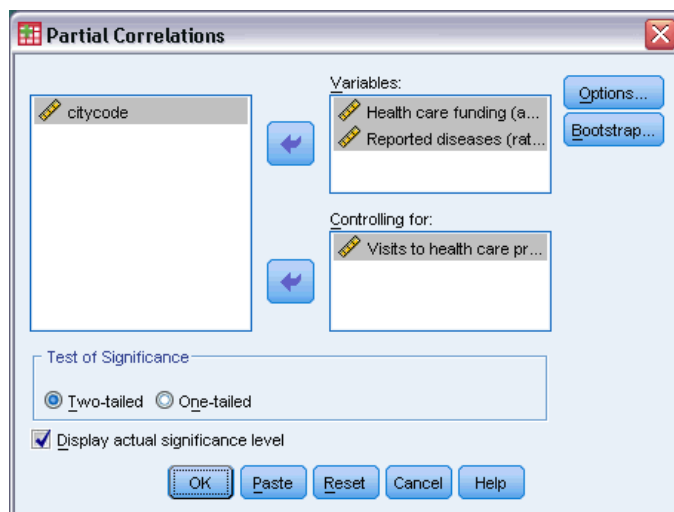 Partial Correlations
citycode
Variables:
Health care funding (a...
Reported diseases (rat...
Options...
Bootstrap...
Controlling for:
Visits to health care pr...
Test of Significance
Two-tailed One-tailed
Display actual significance level
OK Paste Reset Cancel Help